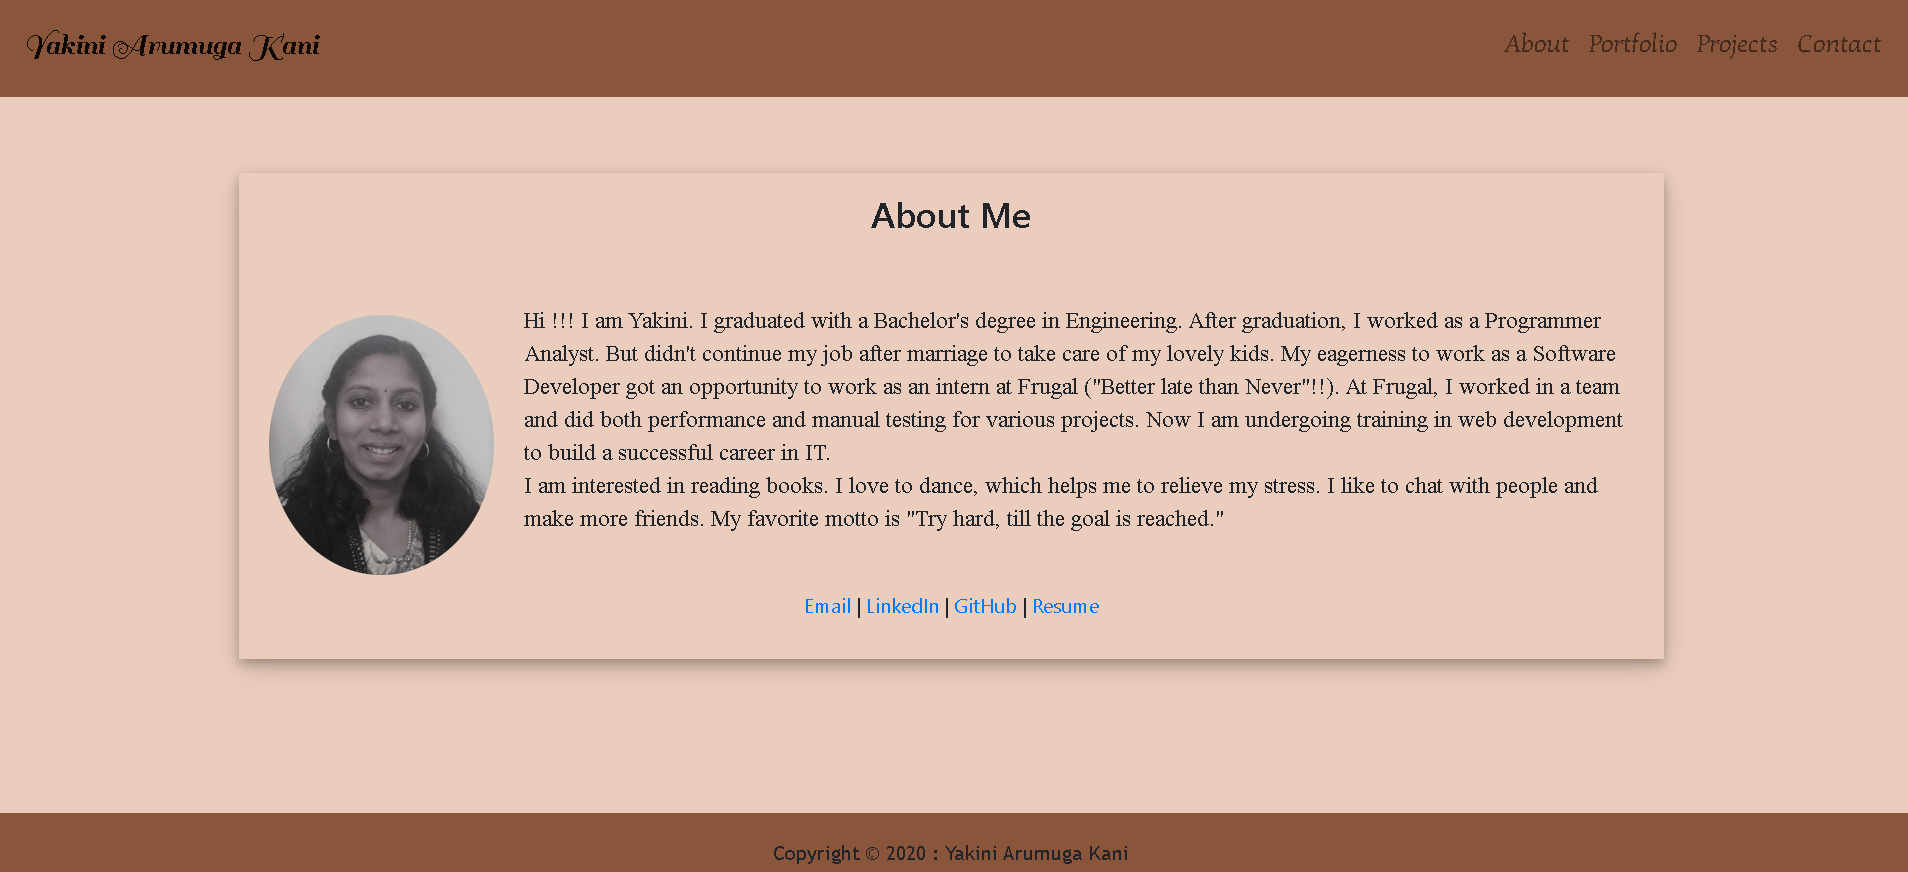 Yakini Arumuga Kani
About Portfolio Projects Contact
About Me
Hi !!! I am Yakini. I graduated with a Bachelor's degree in Engineering. After graduation, I worked as a Programmer
Analyst. But didn't continue my job after marriage to take care of my lovely kids. My eagerness to work as a Software
Developer got an opportunity to work as an intern at Frugal ("Better late than Never"!!). At Frugal, I worked in a team
and did both performance and manual testing for various projects. Now I am undergoing training in web development
to build a successful career in IT.
I am interested in reading books. I love to dance, which helps me to relieve my stress. I like to chat with people and
make more friends. My favorite motto is "Try hard, till the goal is reached."
Email | LinkedIn | GitHub | Resume
Copyright © 2020 : Yakini Arumuga Kani